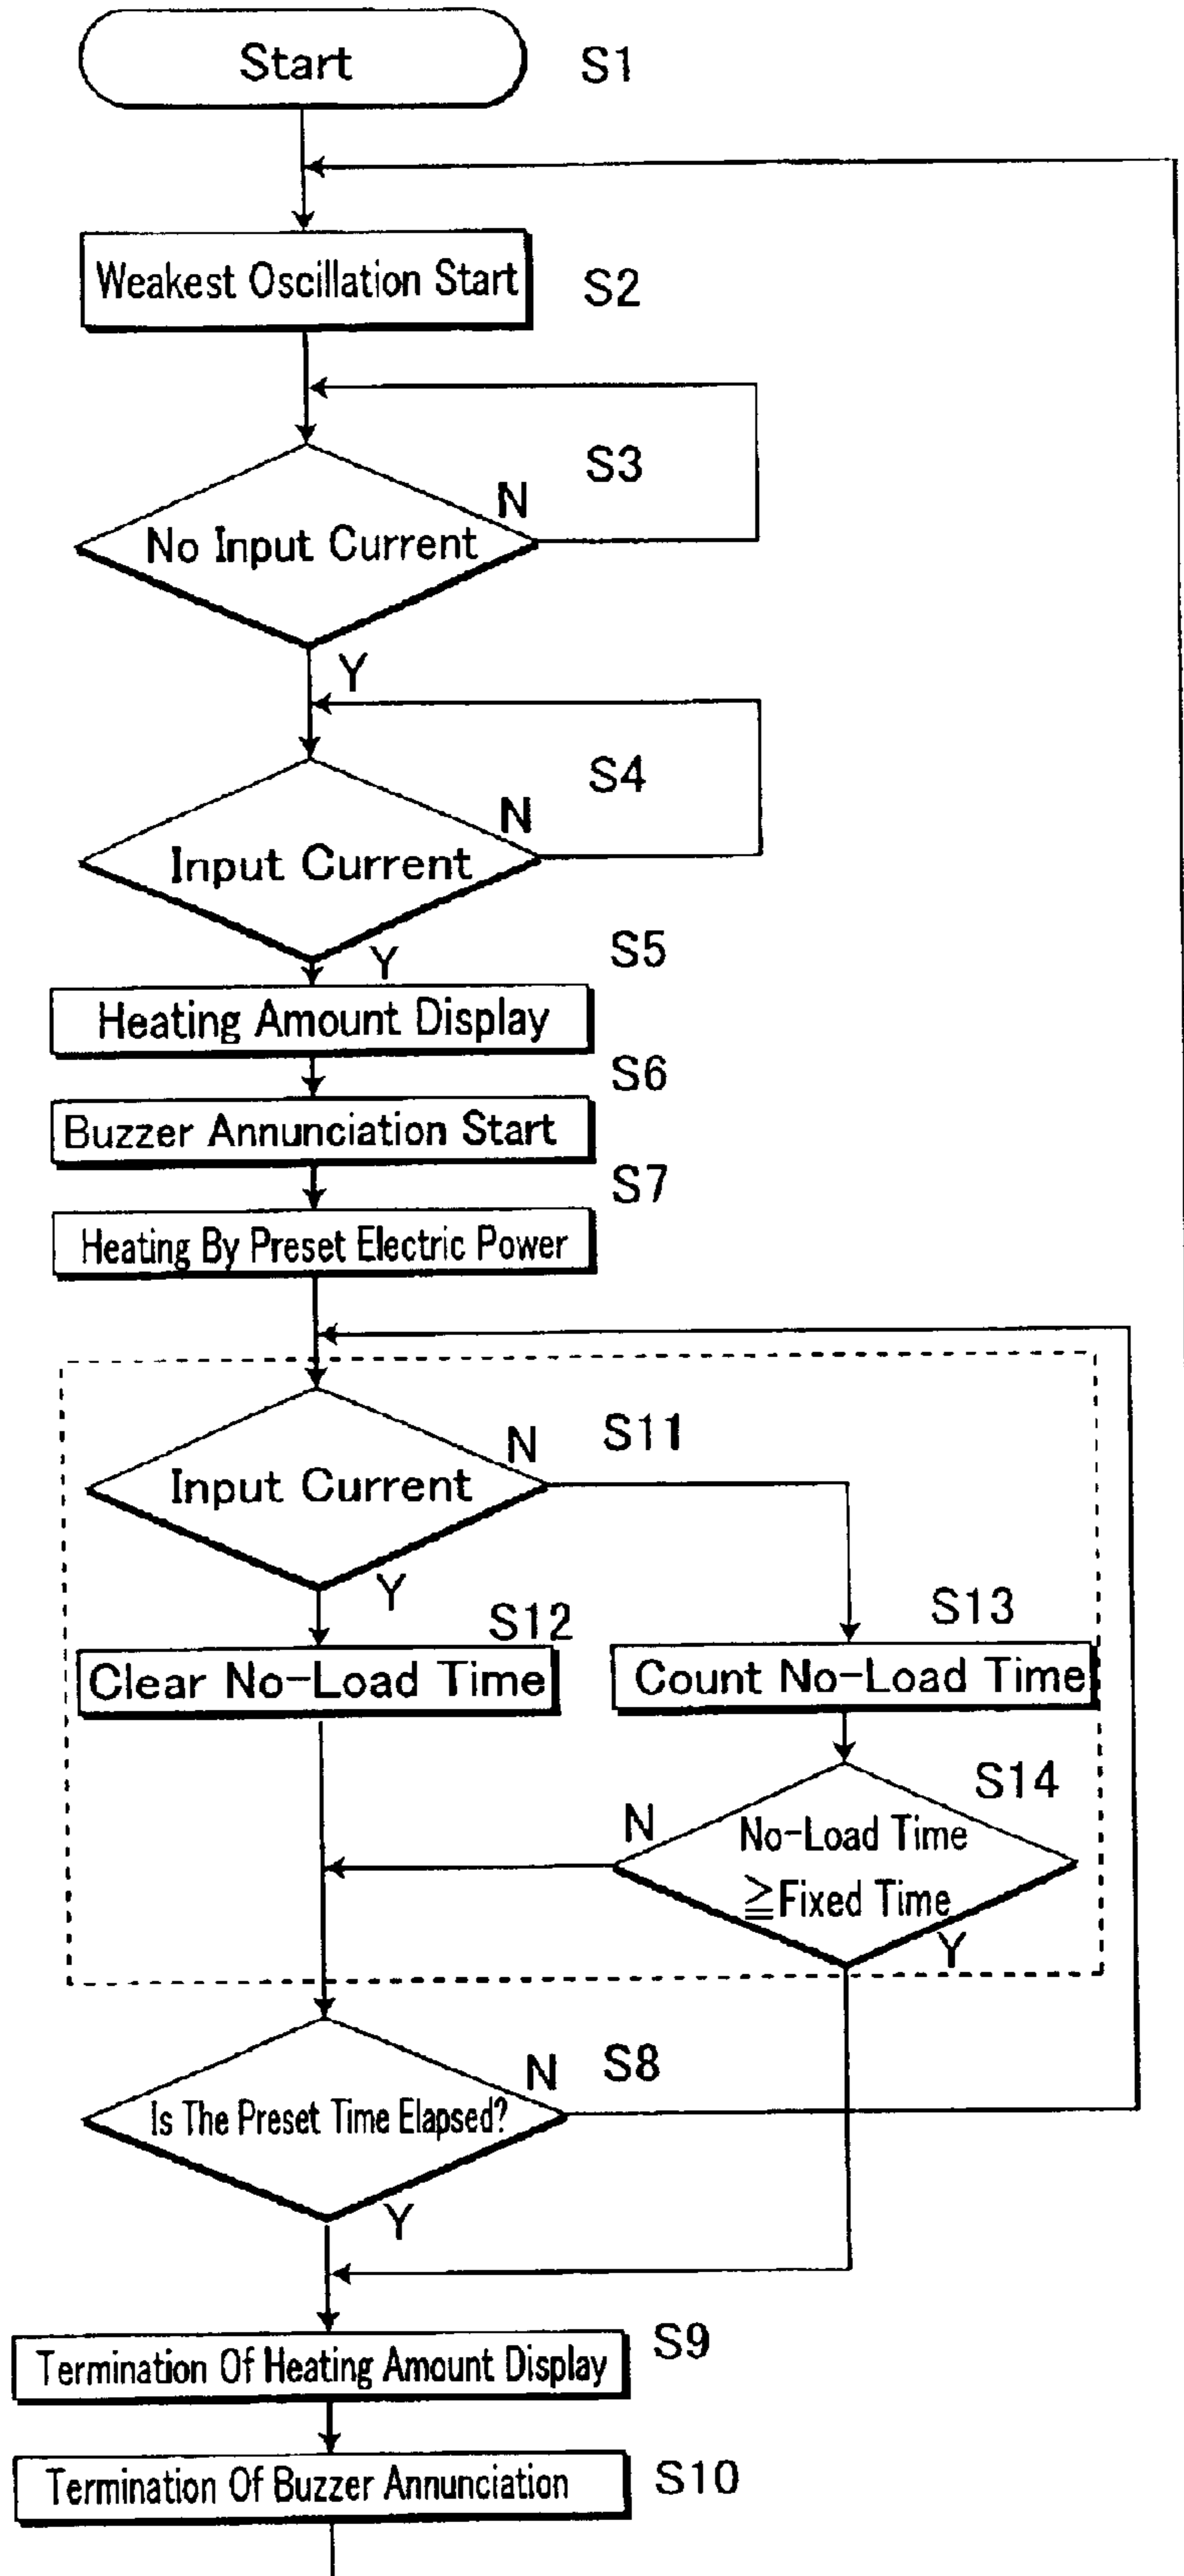 Start
S1
Weakest Oscillation Start
S2
S3
N
No Input Current
Y
S4
N
Input Current
Y
S5
Heating Amount Display
S6
Buzzer Annunciation Start
S7
Heating By Preset Electric Power
N
S11
Input Current
Y
S12
S13
Clear No-Load Time
Count No-Load Time
S14
N
No-Load Time
≧Fixed Time
Y
N
S8
Is The Preset Time Elapsed?
Y
S9
Termination Of Heating Amount Display
Termination Of Buzzer Annunciation
S10